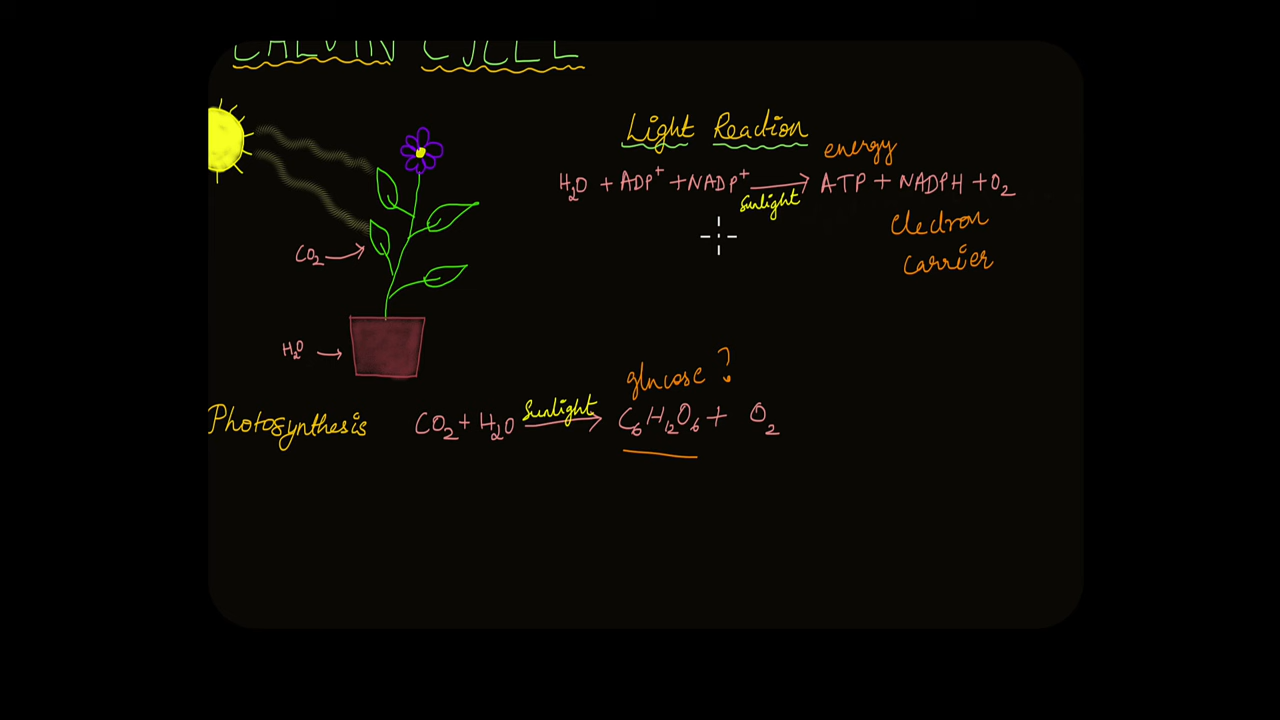 CALVIN CYCLE
Light Reaction
energy
H₂O + ADP⁺ + NADP⁺ → ATP + NADPH + O₂
Sunlight
Electron
carrier
CO₂ →
H₂O →
glucose ?
Sunlight
Photosynthesis CO₂ + H₂O → C₆H₁₂O₆ + O₂